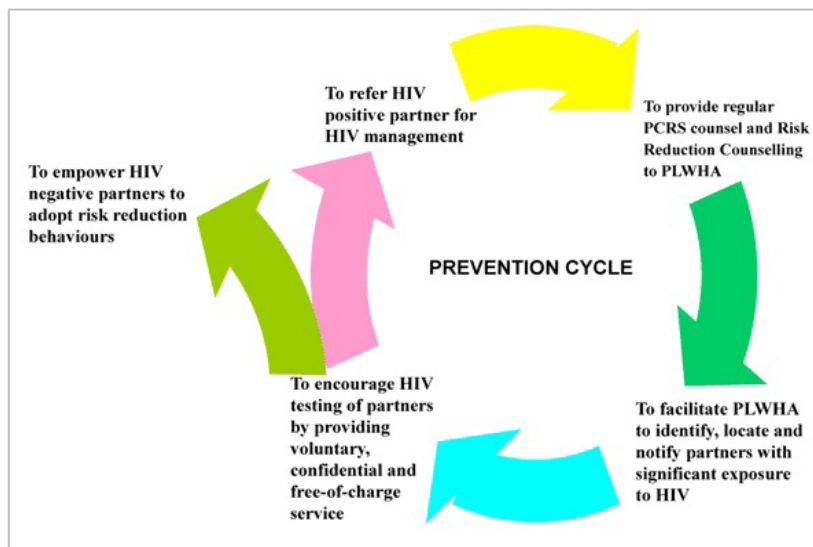 To refer HIV
positive partner for
HIV management
To provide regular
PCRS counsel and Risk
Reduction Counselling
to PLWHA
To empower HIV
negative partners to
adopt risk reduction
behaviours
PREVENTION CYCLE
To encourage HIV
testing of partners
by providing
voluntary,
confidential and
free-of-charge
service
To facilitate PLWHA
to identify, locate and
notify partners with
significant exposure
to HIV